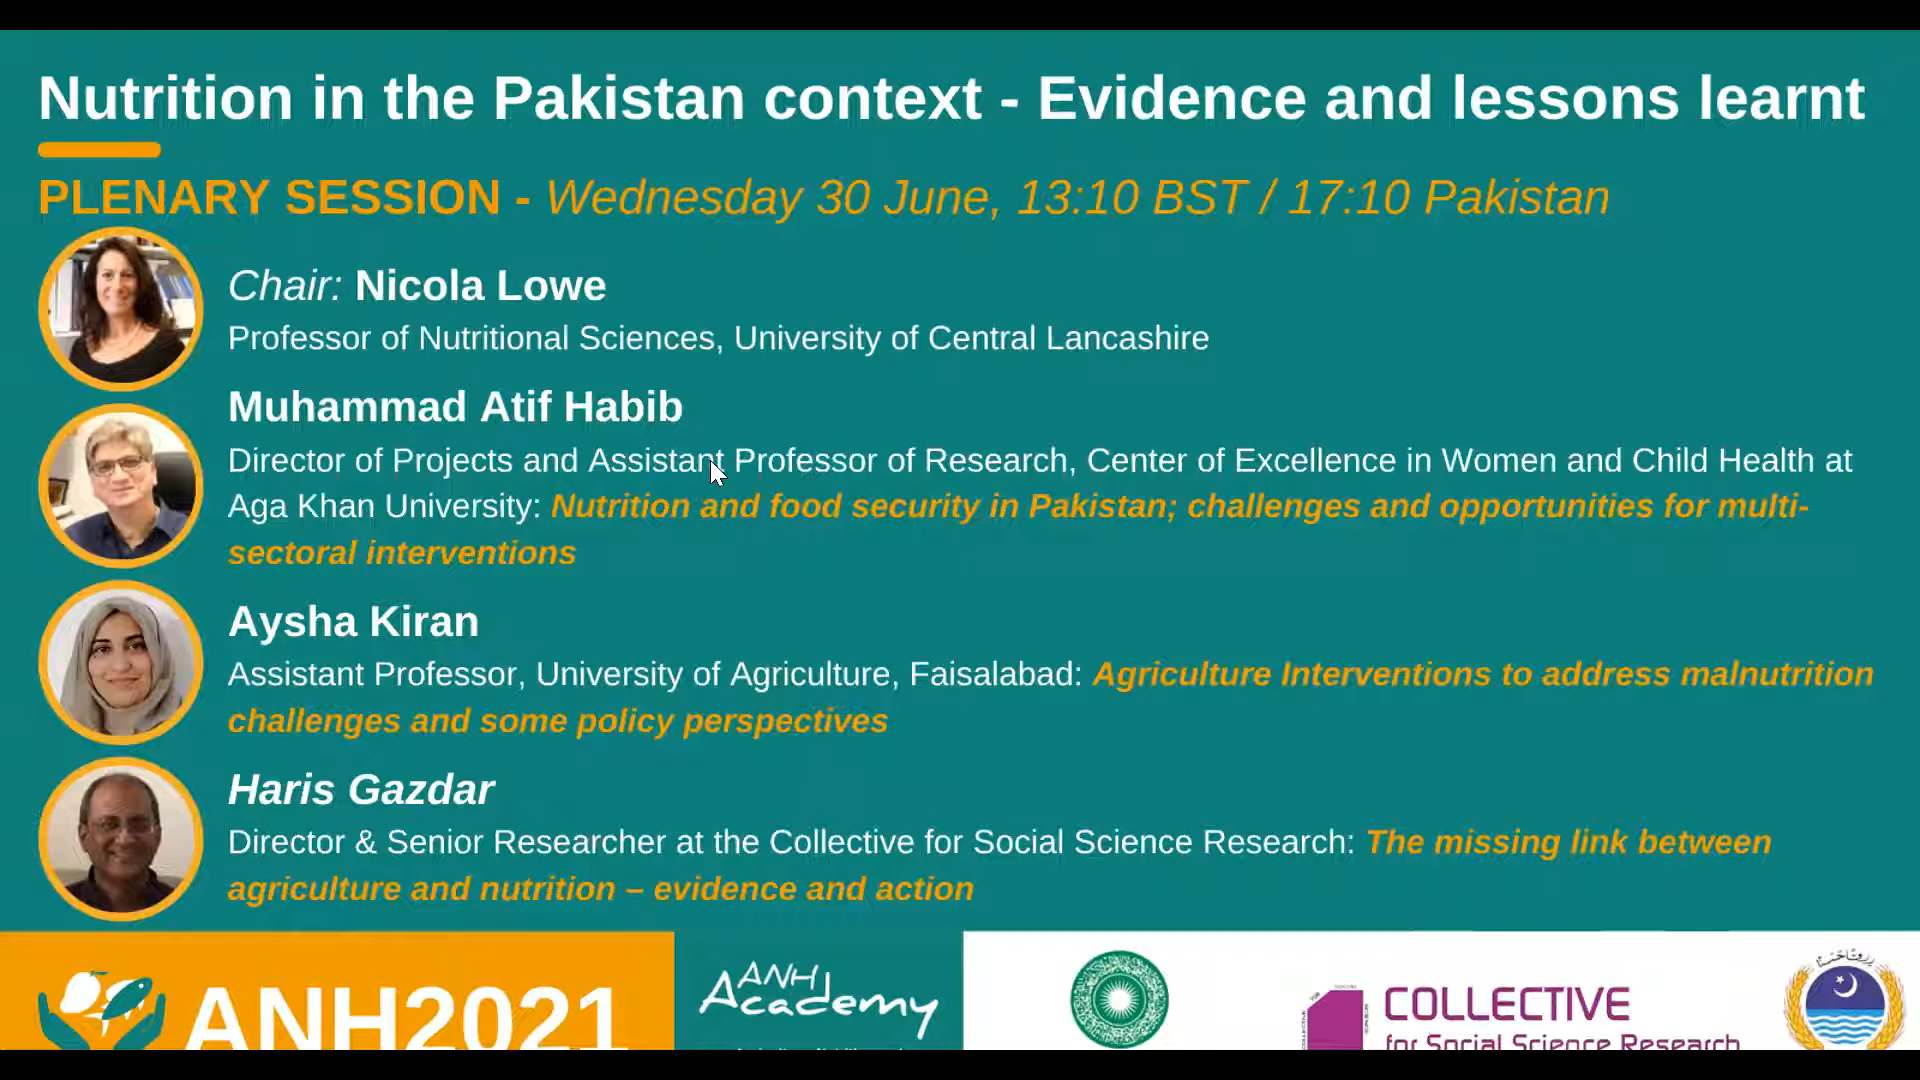 Nutrition in the Pakistan context - Evidence and lessons learnt
PLENARY SESSION - Wednesday 30 June, 13:10 BST / 17:10 Pakistan
Chair: Nicola Lowe
Professor of Nutritional Sciences, University of Central Lancashire
Muhammad Atif Habib
Director of Projects and Assistant Professor of Research, Center of Excellence in Women and Child Health at
Aga Khan University: Nutrition and food security in Pakistan; challenges and opportunities for multi-
sectoral interventions
Aysha Kiran
Assistant Professor, University of Agriculture, Faisalabad: Agriculture Interventions to address malnutrition
challenges and some policy perspectives
Haris Gazdar
Director & Senior Researcher at the Collective for Social Science Research: The missing link between
agriculture and nutrition – evidence and action
ANH2021
ANH
Academy
COLLECTIVE
for Social Science Research